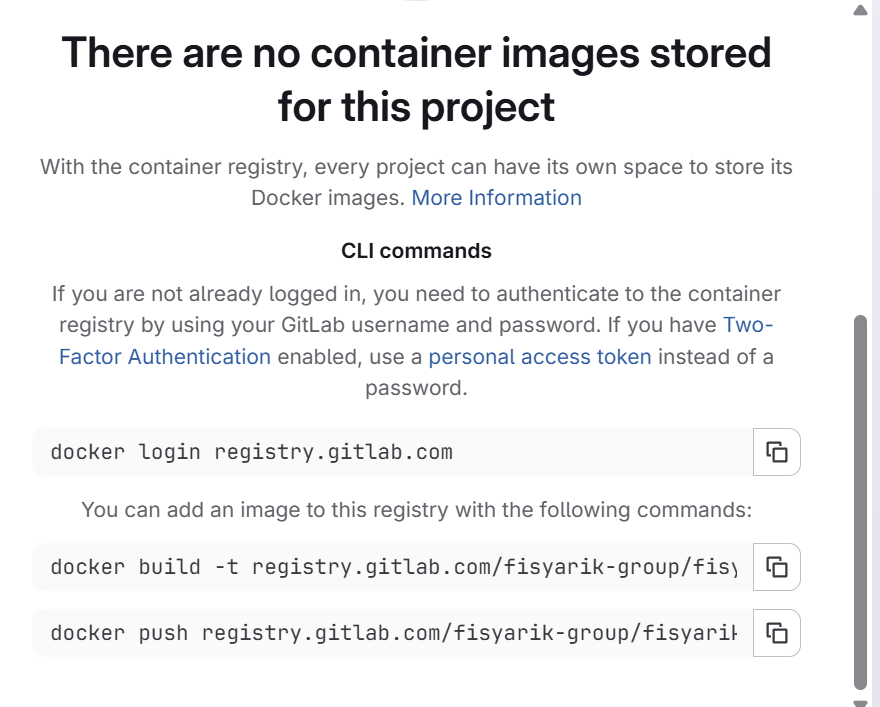 There are no container images stored
for this project
With the container registry, every project can have its own space to store its
Docker images. More Information
CLI commands
If you are not already logged in, you need to authenticate to the container
registry by using your GitLab username and password. If you have Two-
Factor Authentication enabled, use a personal access token instead of a
password.
docker login registry.gitlab.com
You can add an image to this registry with the following commands:
docker build -t registry.gitlab.com/fisyarik-group/fisy
docker push registry.gitlab.com/fisyarik-group/fisyarik